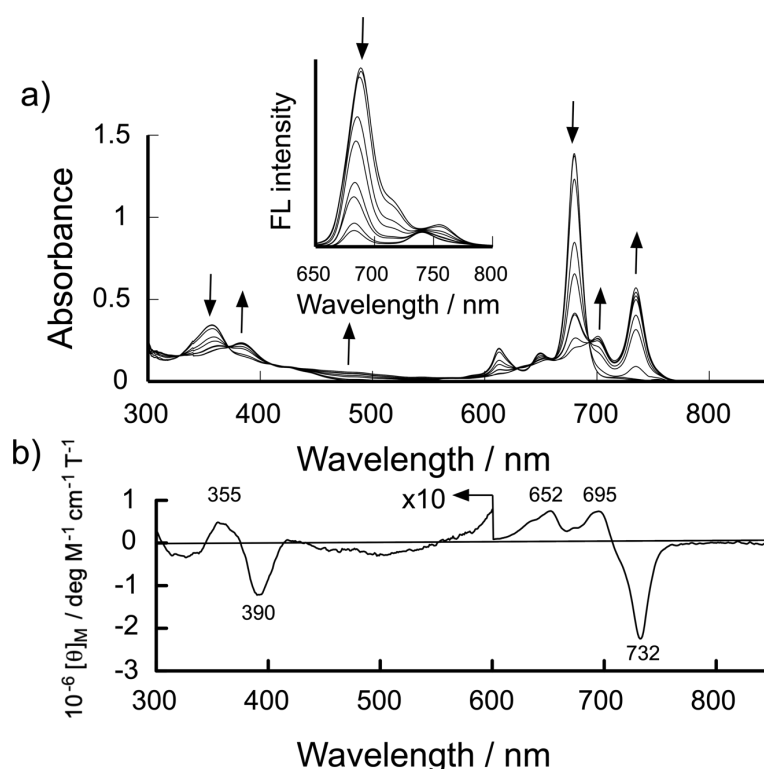 a)
Absorbance
1.5
1
0.5
0
300 400 500 600 700 800
Wavelength / nm
FL intensity
650 700 750 800
Wavelength / nm
b)
10⁻⁶ [θ]M / deg M⁻¹ cm⁻¹ T⁻¹
1
0
-1
-2
-3
355
x10
652 695
390
732
300 400 500 600 700 800
Wavelength / nm